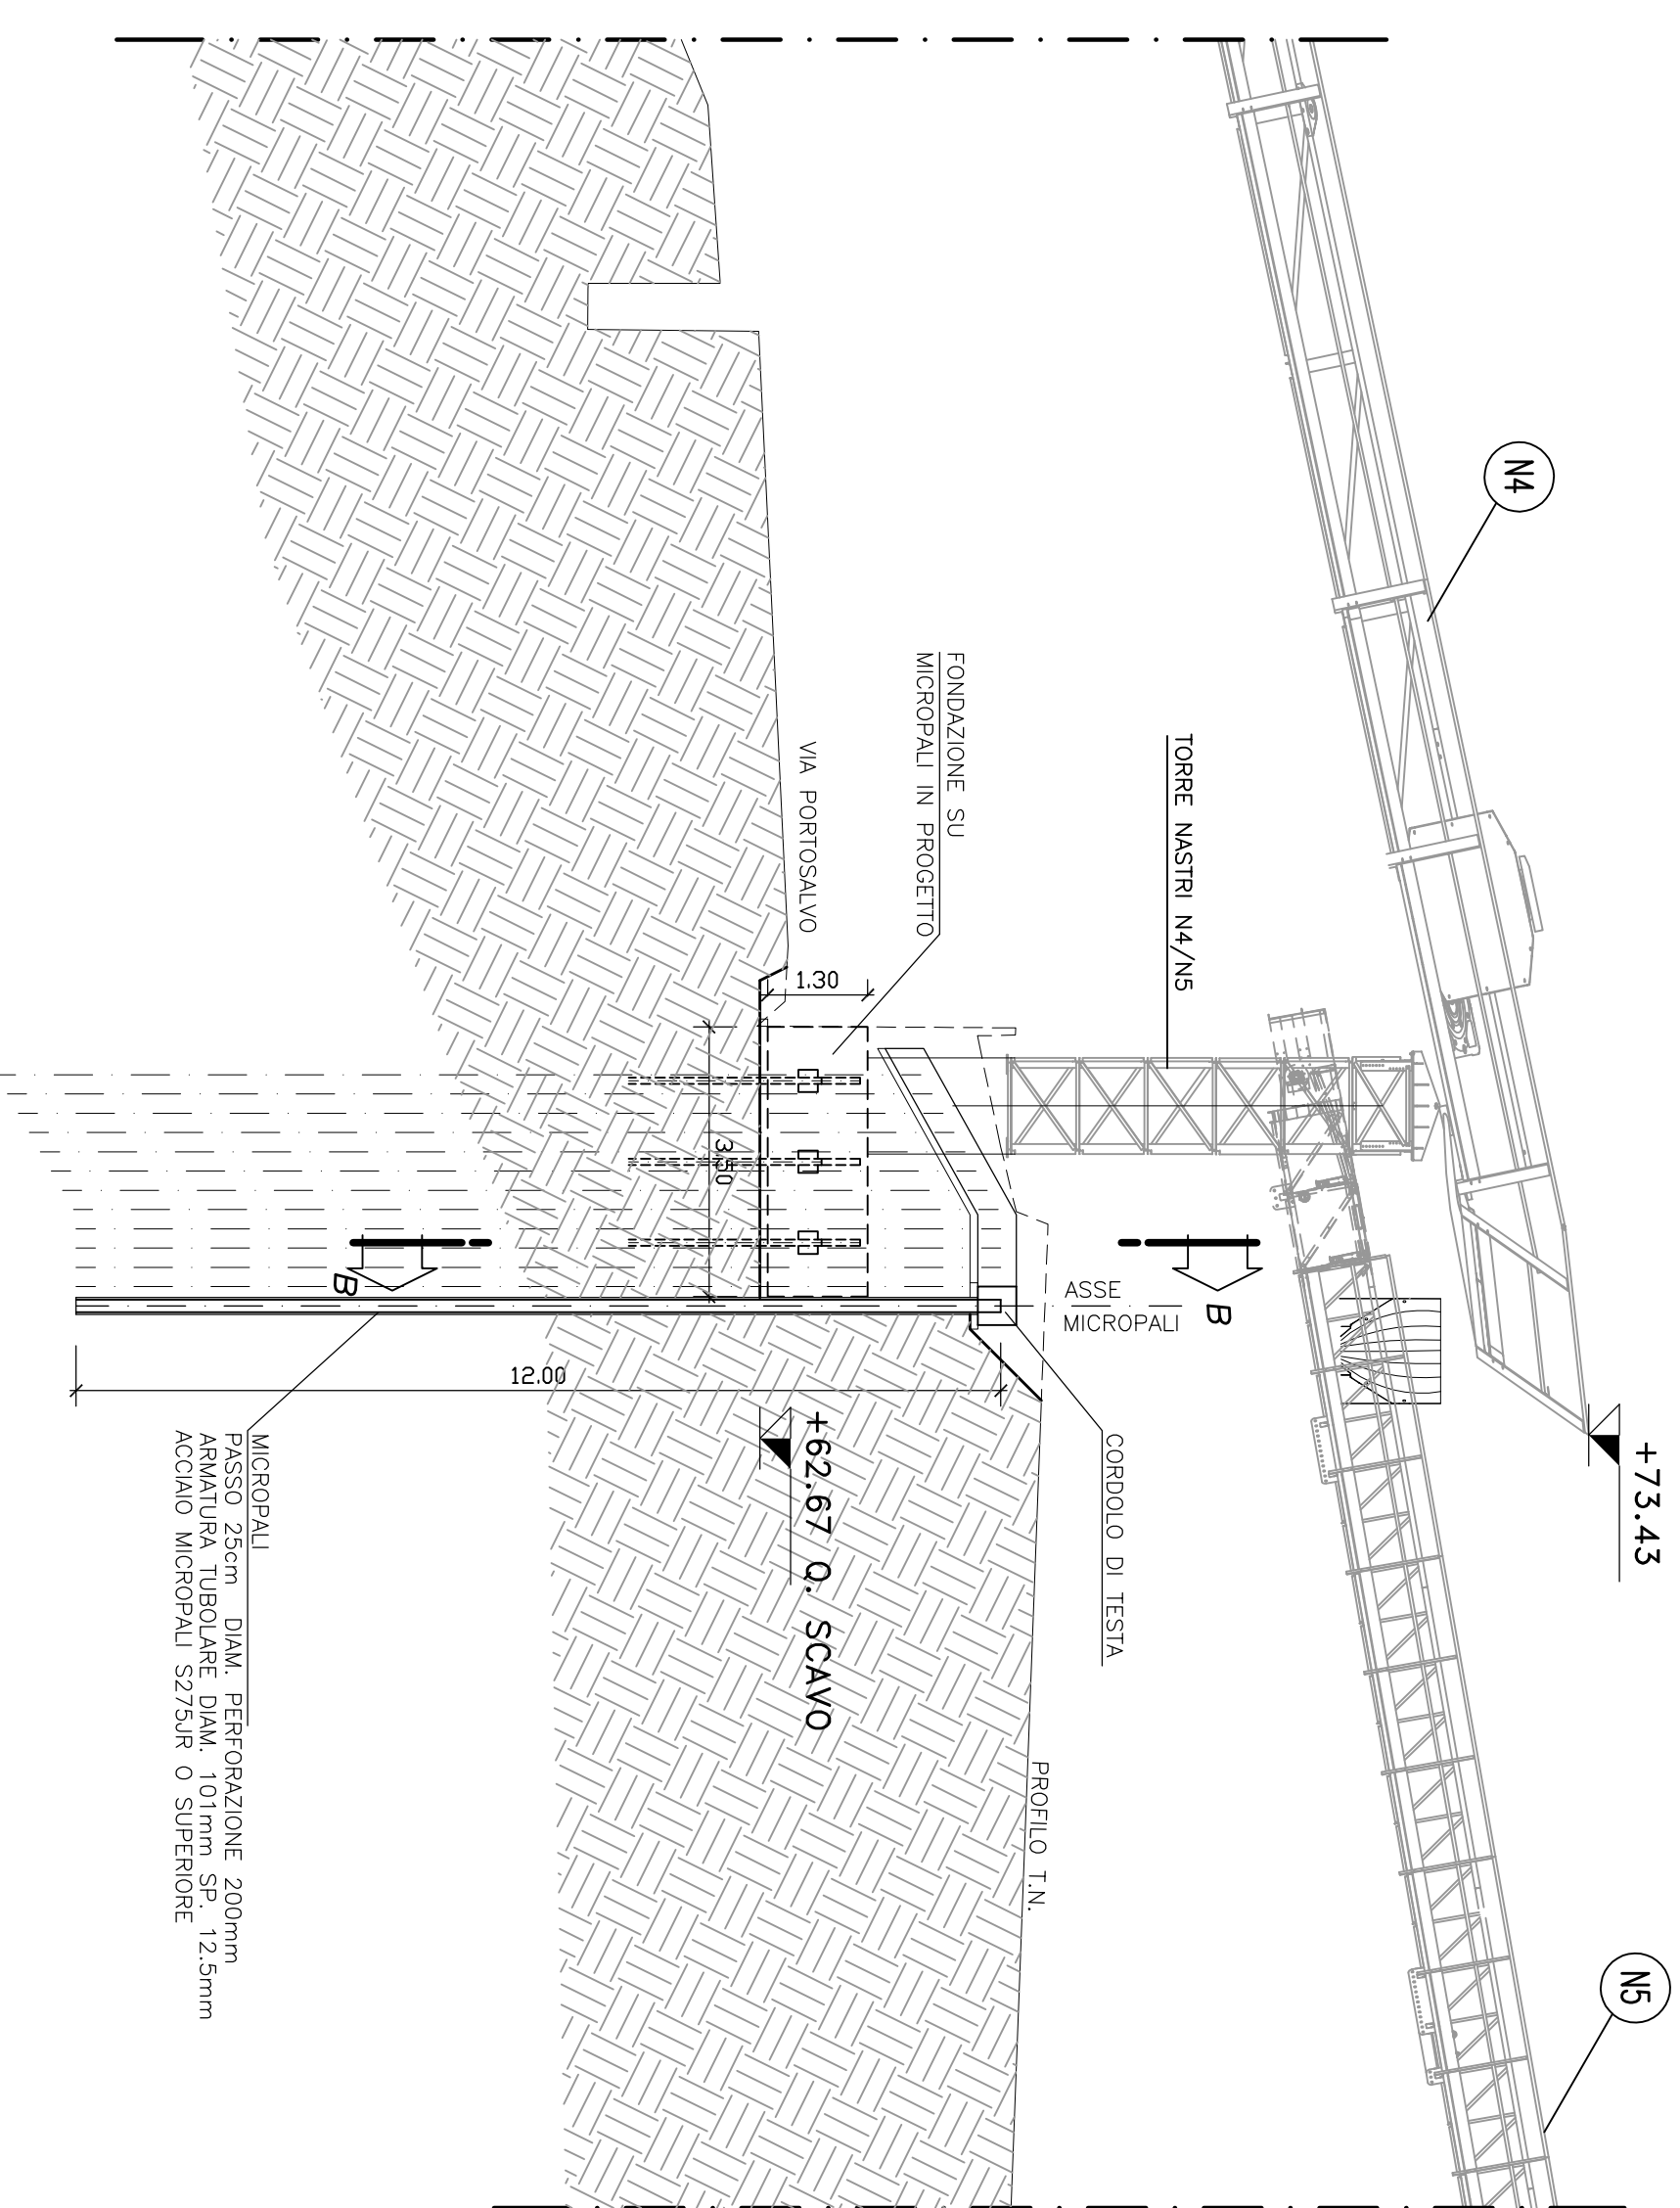 N4
N5
+73.43
TORRE NASTRI N4/N5
FONDAZIONE SU
MICROPALI IN PROGETTO
VIA PORTOSALVO
1.30
3.50
ASSE
MICROPALI
B
B
CORDOLO DI TESTA
PROFILO T.N.
12.00
+62.67 Q. SCAVO
MICROPALI
PASSO 25cm DIAM. PERFORAZIONE 200mm
ARMATURA TUBOLARE DIAM. 101mm SP. 12.5mm
ACCIAIO MICROPALI S275JR O SUPERIORE